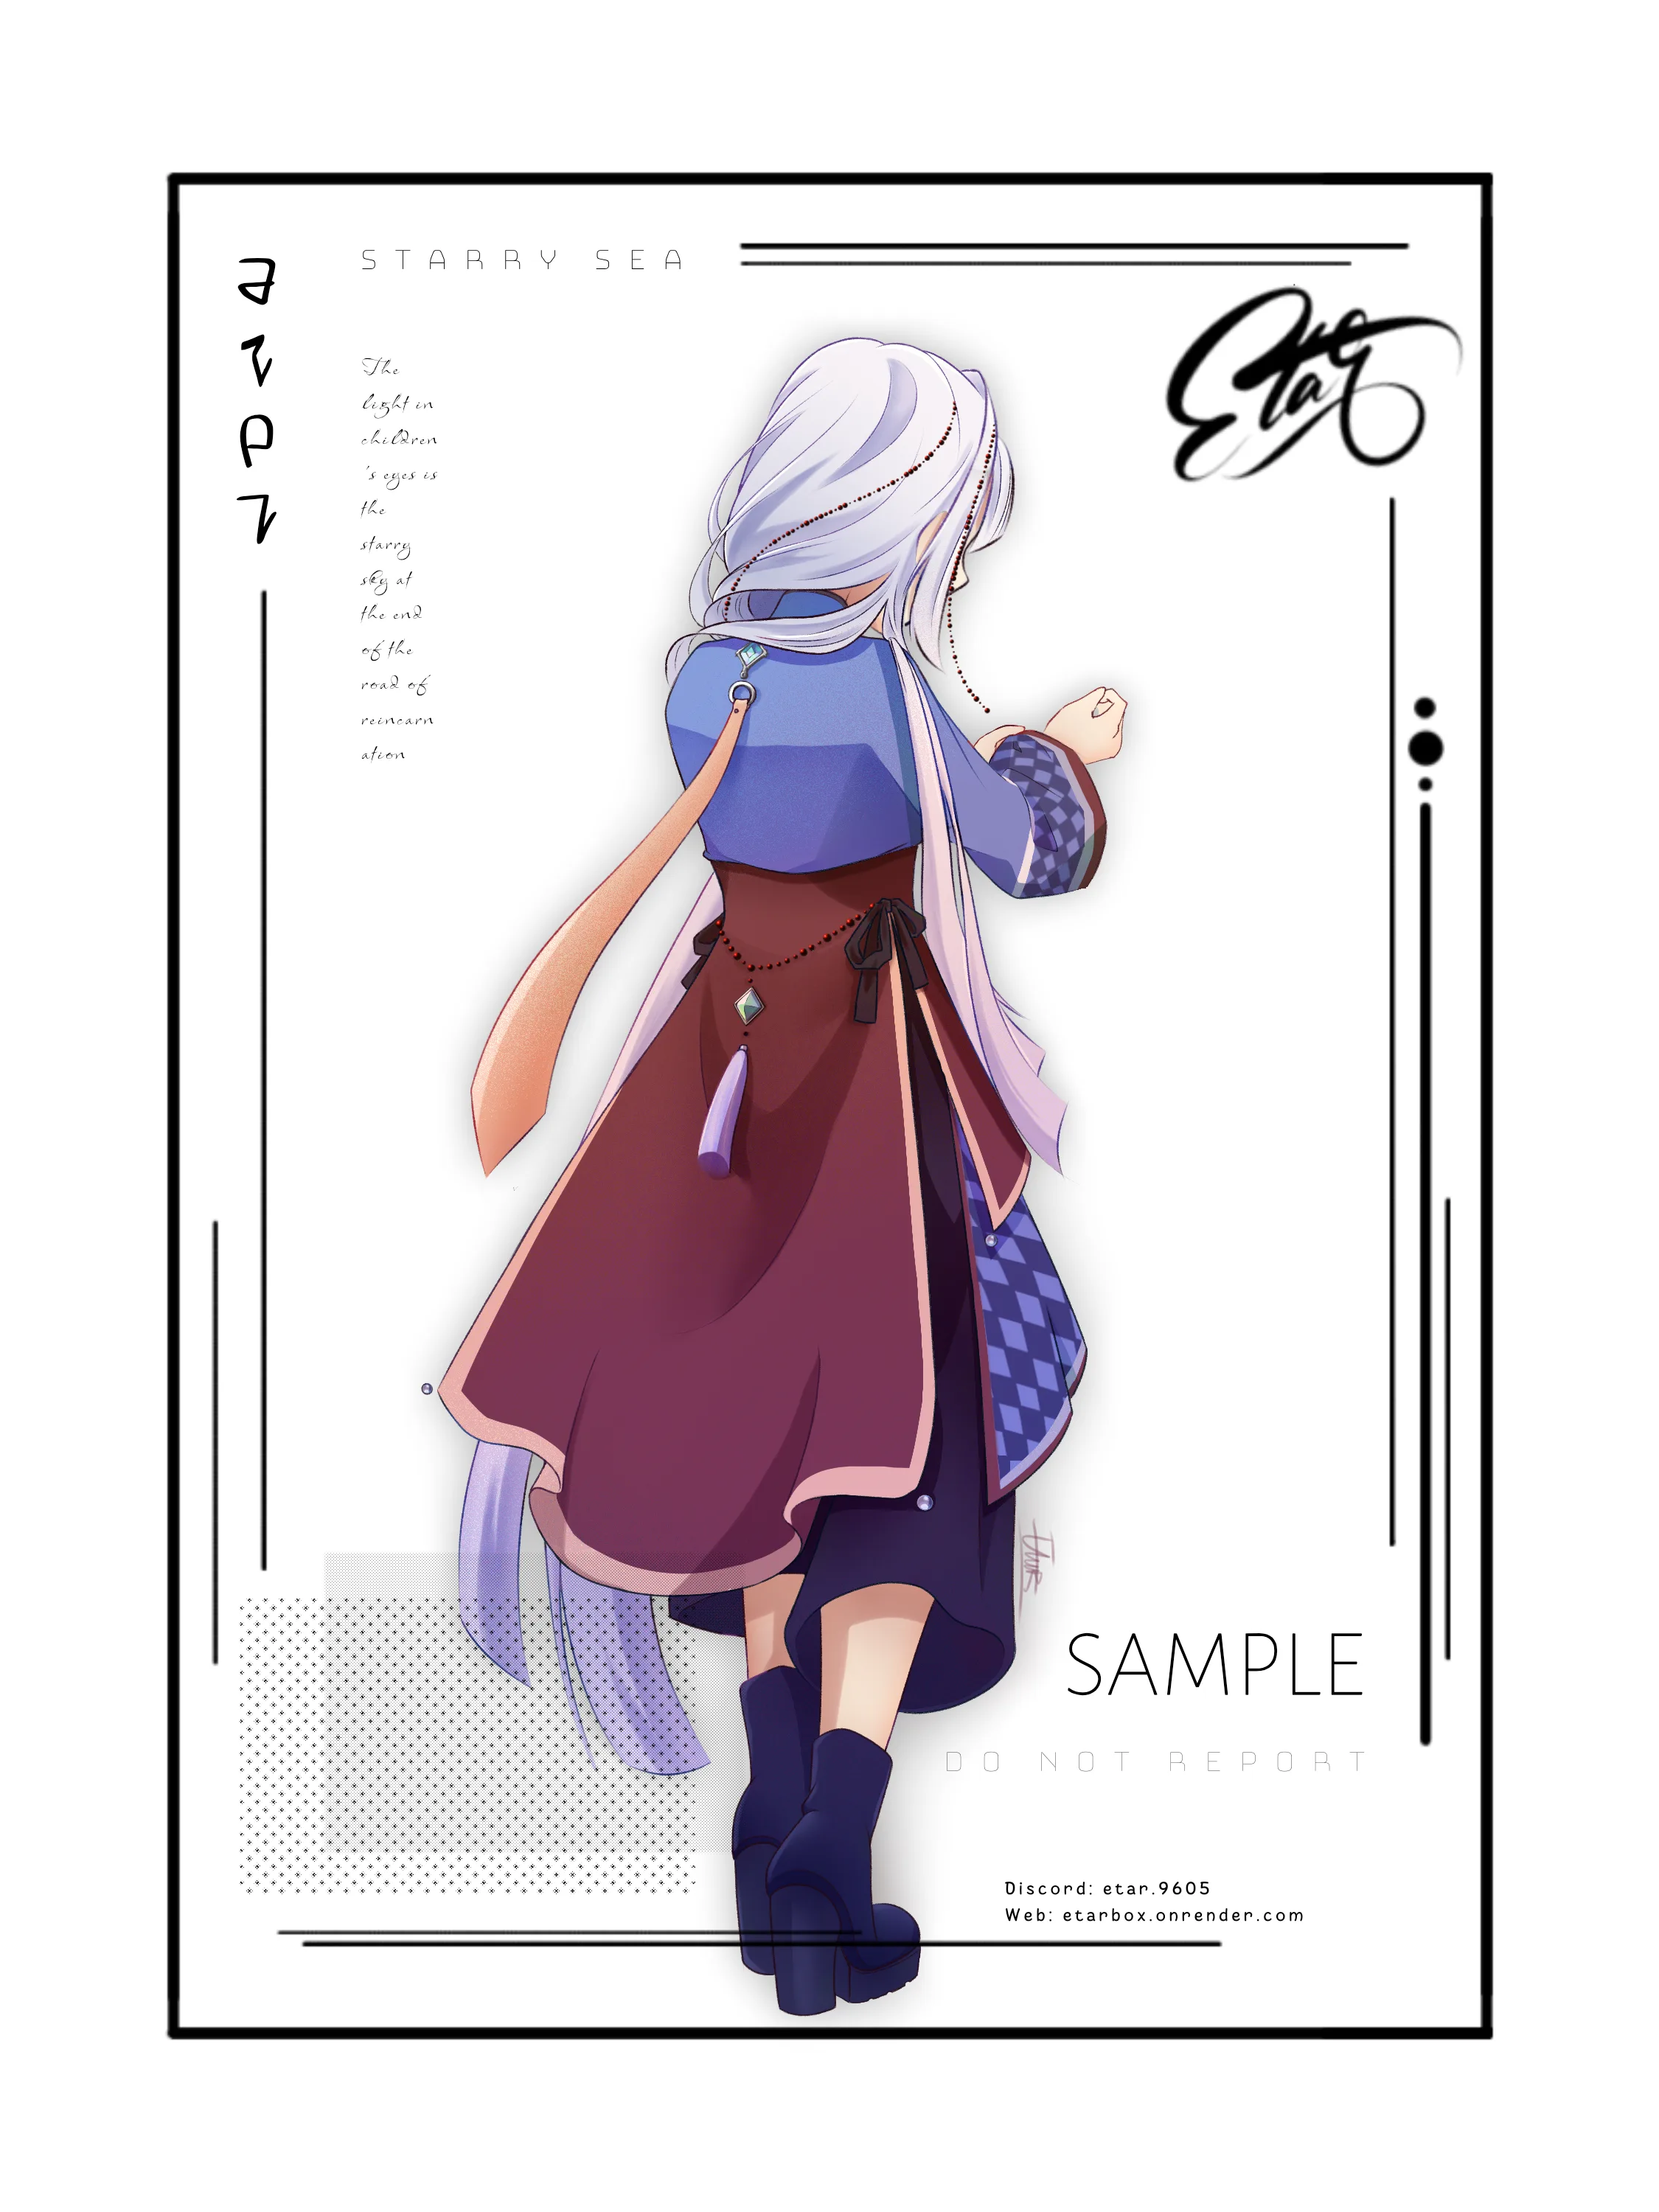 STARRY SEA
The
light in
children
's eyes is
the
starry
sky at
the end
of the
road of
reincarn
ation
Etar
SAMPLE
DO NOT REPORT
Discord: etar.9605
Web: etarbox.onrender.com